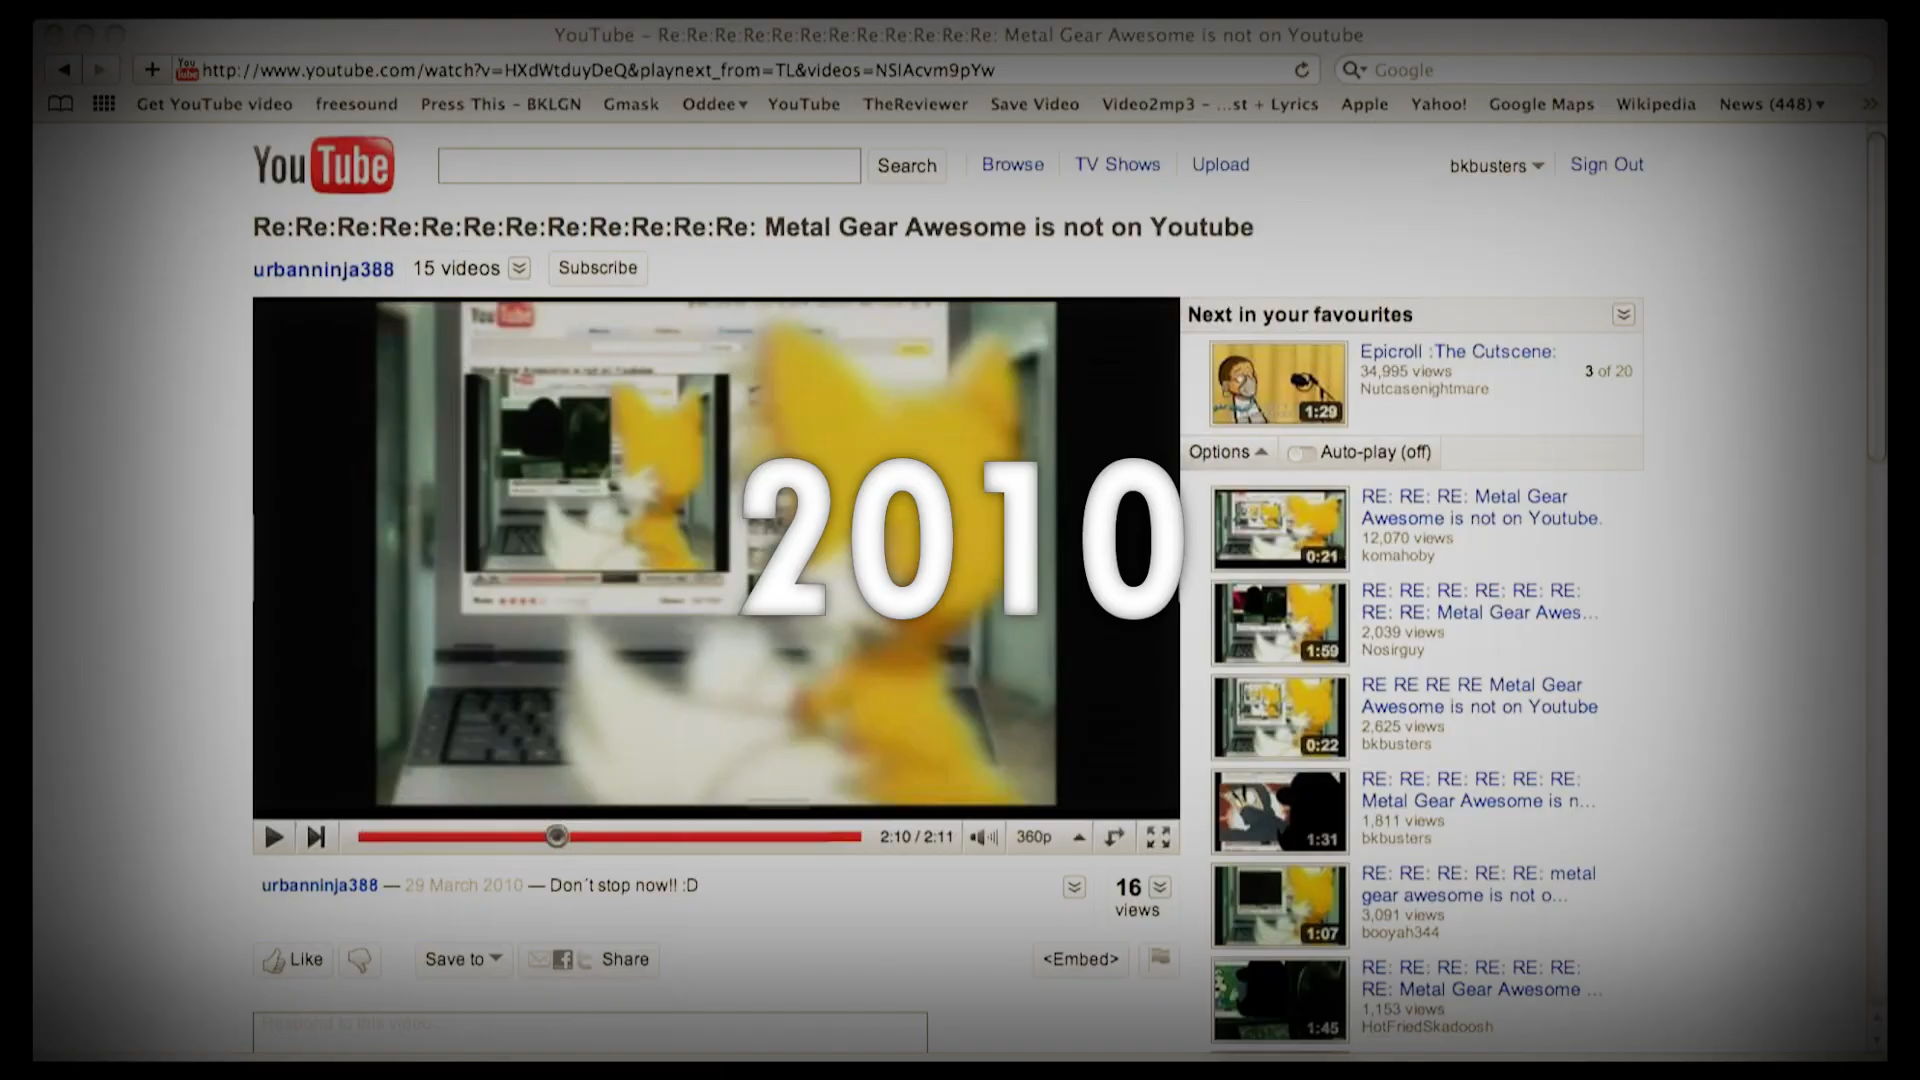 YouTube – Re:Re:Re:Re:Re:Re:Re:Re:Re:Re:Re:Re: Metal Gear Awesome is not on Youtube
http://www.youtube.com/watch?v=HXdWtduyDeQ&playnext_from=TL&videos=NSIAcvm9pYw
Google
Get YouTube video freesound Press This – BKLGN Gmask Oddee YouTube TheReviewer Save Video Video2mp3 – ...st + Lyrics Apple Yahoo! Google Maps Wikipedia News (448)
YouTube
Search
Browse
TV Shows
Upload
bkbusters
Sign Out
Re:Re:Re:Re:Re:Re:Re:Re:Re:Re:Re:Re: Metal Gear Awesome is not on Youtube
urbanninja388 15 videos Subscribe
You Tube
2010
2:10 / 2:11 360p
urbanninja388 — 29 March 2010 — Don´t stop now!! :D
16
views
Like
Save to
Share
<Embed>
Respond to this video...
Next in your favourites
Epicroll :The Cutscene:
34,995 views
Nutcasenightmare
3 of 20
1:29
Options Auto-play (off)
RE: RE: RE: Metal Gear
Awesome is not on Youtube.
12,070 views
komahoby
0:21
RE: RE: RE: RE: RE: RE:
RE: RE: Metal Gear Awes...
2,039 views
Nosirguy
1:59
RE RE RE RE Metal Gear
Awesome is not on Youtube
2,625 views
bkbusters
0:22
RE: RE: RE: RE: RE: RE:
Metal Gear Awesome is n...
1,811 views
bkbusters
1:31
RE: RE: RE: RE: RE: metal
gear awesome is not o...
3,091 views
booyah344
1:07
RE: RE: RE: RE: RE: RE:
RE: Metal Gear Awesome ...
1,153 views
HotFriedSkadoosh
1:45